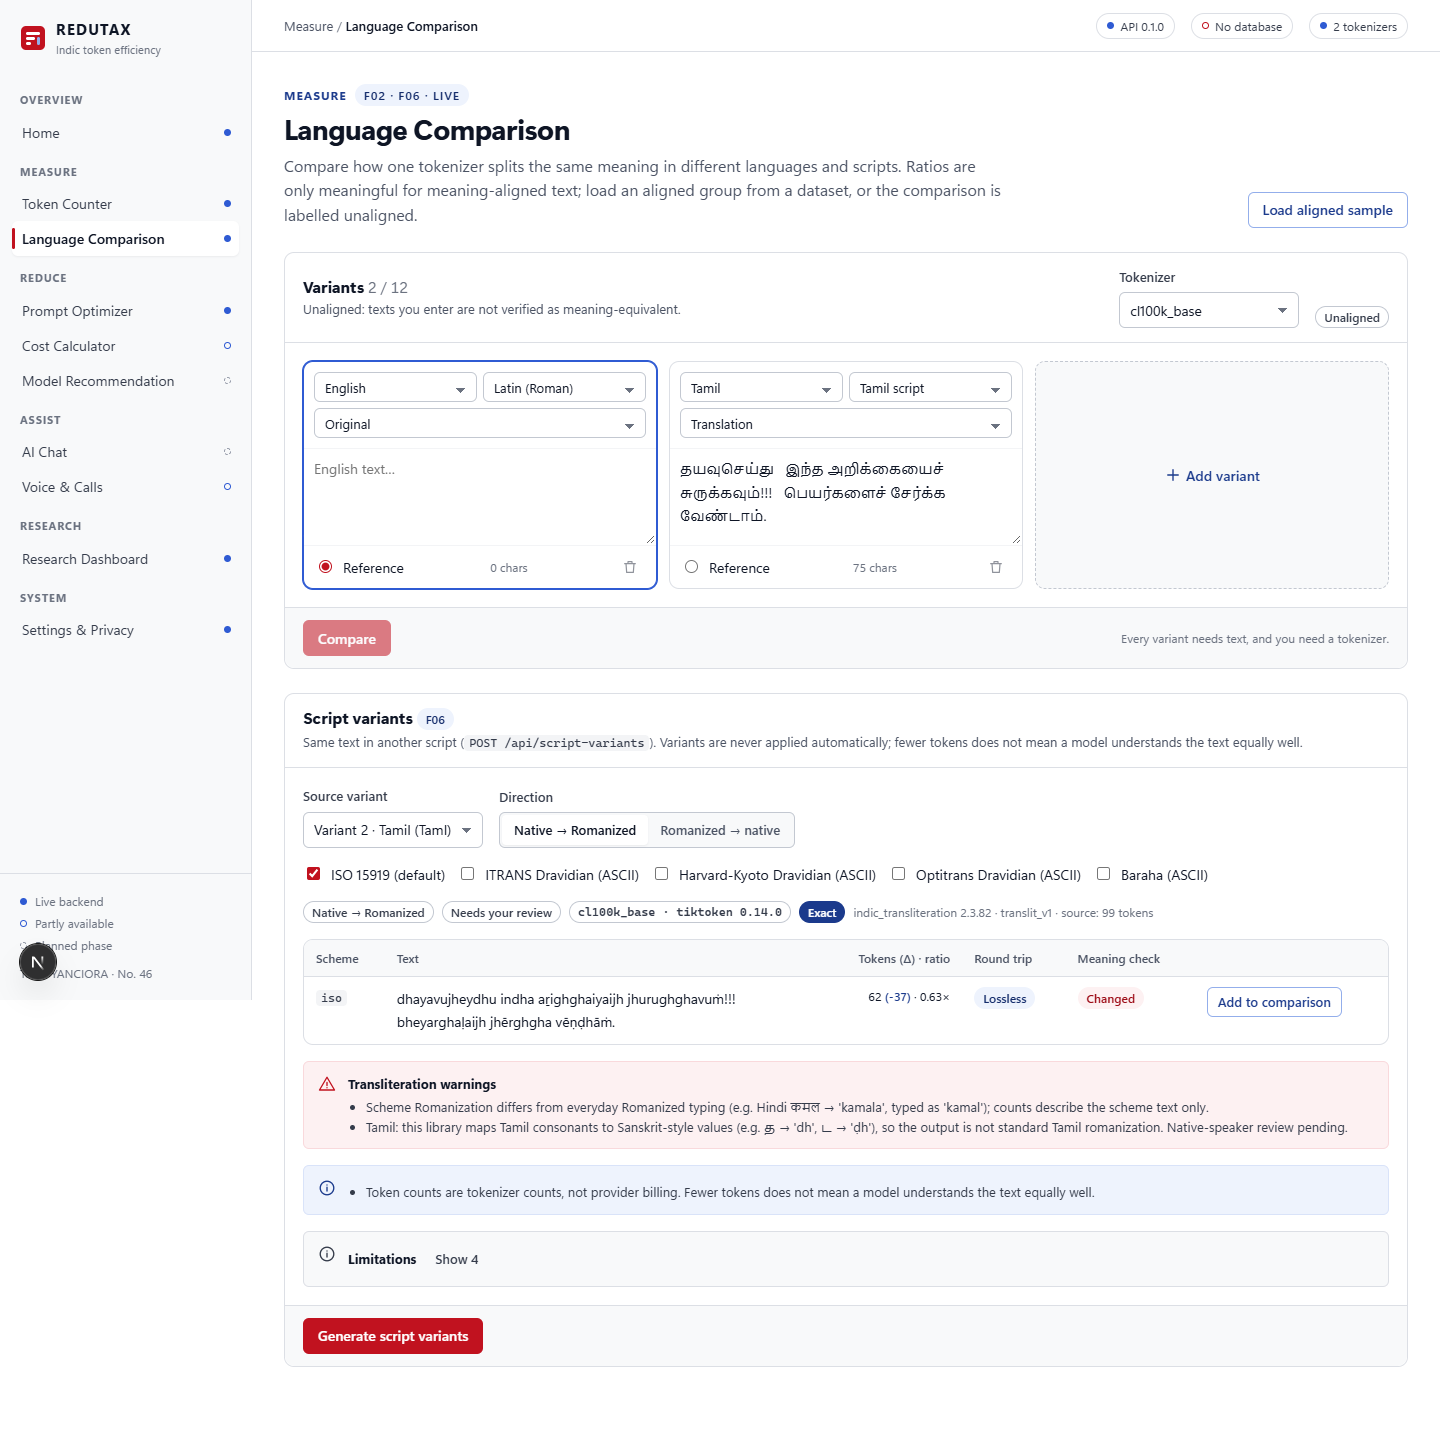 REDUTAX
Indic token efficiency
OVERVIEW
Home
MEASURE
Token Counter
Language Comparison
REDUCE
Prompt Optimizer
Cost Calculator
Model Recommendation
ASSIST
AI Chat
Voice & Calls
RESEARCH
Research Dashboard
SYSTEM
Settings & Privacy
Live backend
Partly available
nned phase
N
YANCIORA · No. 46
Measure / Language Comparison
API 0.1.0
No database
2 tokenizers
MEASURE F02 · F06 · LIVE
Language Comparison
Compare how one tokenizer splits the same meaning in different languages and scripts. Ratios are
only meaningful for meaning-aligned text; load an aligned group from a dataset, or the comparison is
labelled unaligned.
Load aligned sample
Variants 2 / 12
Unaligned: texts you enter are not verified as meaning-equivalent.
Tokenizer
cl100k_base
Unaligned
English
Latin (Roman)
Original
English text...
Reference
0 chars
Tamil
Tamil script
Translation
தயவுசெய்து இந்த அறிக்கையைச்
சுருக்கவும்!!! பெயர்களைச் சேர்க்க
வேண்டாம்.
Reference
75 chars
+ Add variant
Compare
Every variant needs text, and you need a tokenizer.
Script variants F06
Same text in another script ( POST /api/script-variants ). Variants are never applied automatically; fewer tokens does not mean a model understands the text equally well.
Source variant
Variant 2 · Tamil (Taml)
Direction
Native → Romanized
Romanized → native
ISO 15919 (default)
ITRANS Dravidian (ASCII)
Harvard-Kyoto Dravidian (ASCII)
Optitrans Dravidian (ASCII)
Baraha (ASCII)
Native → Romanized
Needs your review
cl100k_base · tiktoken 0.14.0
Exact
indic_transliteration 2.3.82 · translit_v1 · source: 99 tokens
Scheme
Text
Tokens (Δ) · ratio
Round trip
Meaning check
iso
dhayavujheydhu indha aṟighghaiyaijh jhurughghavuṁ!!!
bheyarghaḷaijh jhērghgha vēṇḍhāṁ.
62 (-37) · 0.63×
Lossless
Changed
Add to comparison
Transliteration warnings
• Scheme Romanization differs from everyday Romanized typing (e.g. Hindi कमल → 'kamala', typed as 'kamal'); counts describe the scheme text only.
• Tamil: this library maps Tamil consonants to Sanskrit-style values (e.g. த → 'dh', ட → 'ḍh'), so the output is not standard Tamil romanization. Native-speaker review pending.
• Token counts are tokenizer counts, not provider billing. Fewer tokens does not mean a model understands the text equally well.
Limitations Show 4
Generate script variants